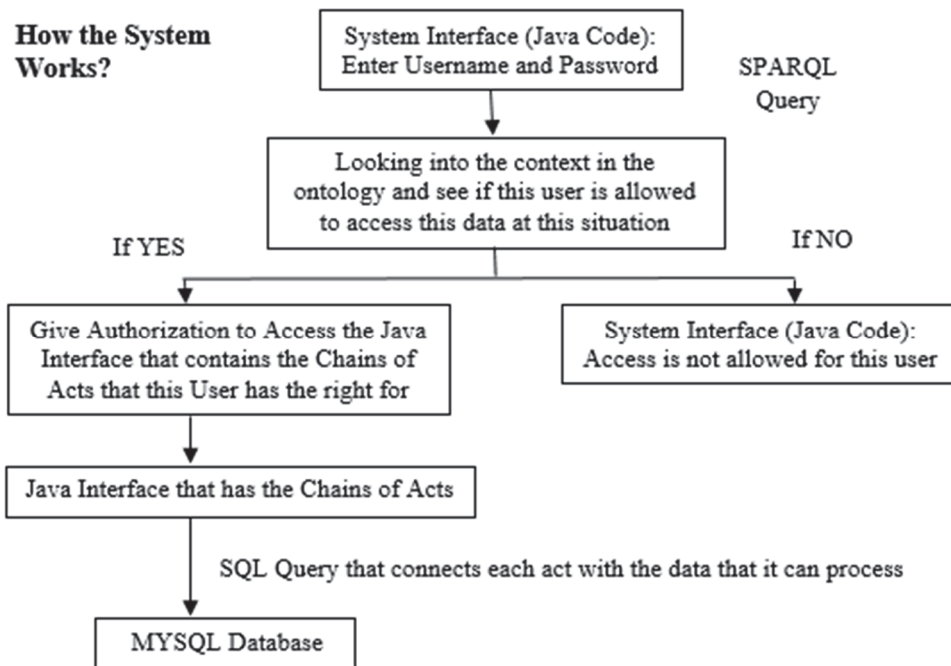 How the System
Works?
System Interface (Java Code):
Enter Username and Password
SPARQL
Query
Looking into the context in the
ontology and see if this user is allowed
to access this data at this situation
If YES
If NO
Give Authorization to Access the Java
Interface that contains the Chains of
Acts that this User has the right for
System Interface (Java Code):
Access is not allowed for this user
Java Interface that has the Chains of Acts
SQL Query that connects each act with the data that it can process
MYSQL Database